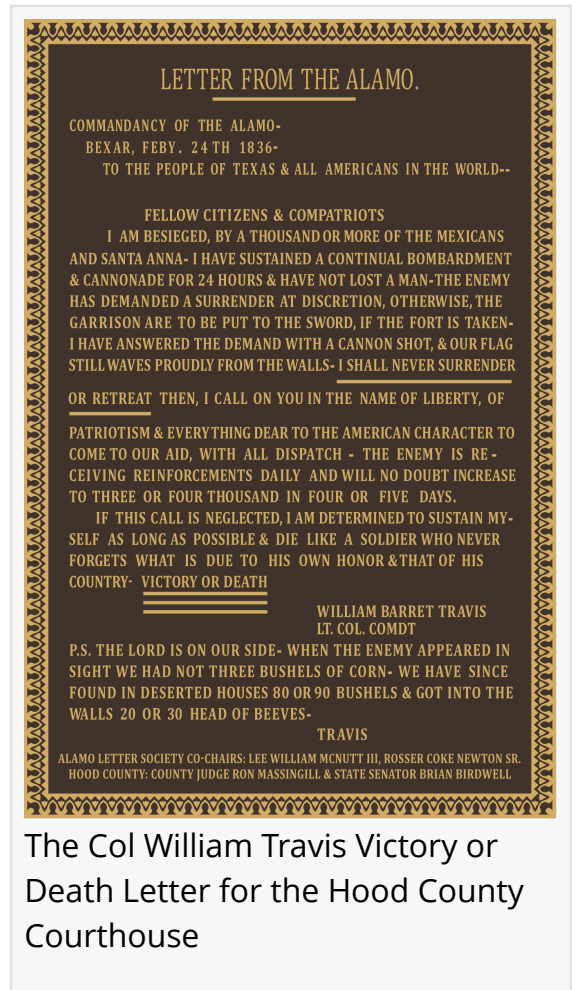 LETTER FROM THE ALAMO.
COMMANDANCY OF THE ALAMO-
BEXAR, FEBY. 24TH 1836-
TO THE PEOPLE OF TEXAS & ALL AMERICANS IN THE WORLD--
FELLOW CITIZENS & COMPATRIOTS
I AM BESIEGED, BY A THOUSAND OR MORE OF THE MEXICANS
AND SANTA ANNA- I HAVE SUSTAINED A CONTINUAL BOMBARDMENT
& CANNONADE FOR 24 HOURS & HAVE NOT LOST A MAN-THE ENEMY
HAS DEMANDED A SURRENDER AT DISCRETION, OTHERWISE, THE
GARRISON ARE TO BE PUT TO THE SWORD, IF THE FORT IS TAKEN-
I HAVE ANSWERED THE DEMAND WITH A CANNON SHOT, & OUR FLAG
STILL WAVES PROUDLY FROM THE WALLS- I SHALL NEVER SURRENDER
OR RETREAT THEN, I CALL ON YOU IN THE NAME OF LIBERTY, OF
PATRIOTISM & EVERYTHING DEAR TO THE AMERICAN CHARACTER TO
COME TO OUR AID, WITH ALL DISPATCH - THE ENEMY IS RE-
CEIVING REINFORCEMENTS DAILY AND WILL NO DOUBT INCREASE
TO THREE OR FOUR THOUSAND IN FOUR OR FIVE DAYS.
IF THIS CALL IS NEGLECTED, I AM DETERMINED TO SUSTAIN MY-
SELF AS LONG AS POSSIBLE & DIE LIKE A SOLDIER WHO NEVER
FORGETS WHAT IS DUE TO HIS OWN HONOR & THAT OF HIS
COUNTRY- VICTORY OR DEATH
WILLIAM BARRET TRAVIS
LT. COL. COMDT
P.S. THE LORD IS ON OUR SIDE- WHEN THE ENEMY APPEARED IN
SIGHT WE HAD NOT THREE BUSHELS OF CORN- WE HAVE SINCE
FOUND IN DESERTED HOUSES 80 OR 90 BUSHELS & GOT INTO THE
WALLS 20 OR 30 HEAD OF BEEVES-
TRAVIS
ALAMO LETTER SOCIETY CO-CHAIRS: LEE WILLIAM MCNUTT III, ROSSER COKE NEWTON SR.
HOOD COUNTY: COUNTY JUDGE RON MASSINGILL & STATE SENATOR BRIAN BIRDWELL
The Col William Travis Victory or
Death Letter for the Hood County
Courthouse